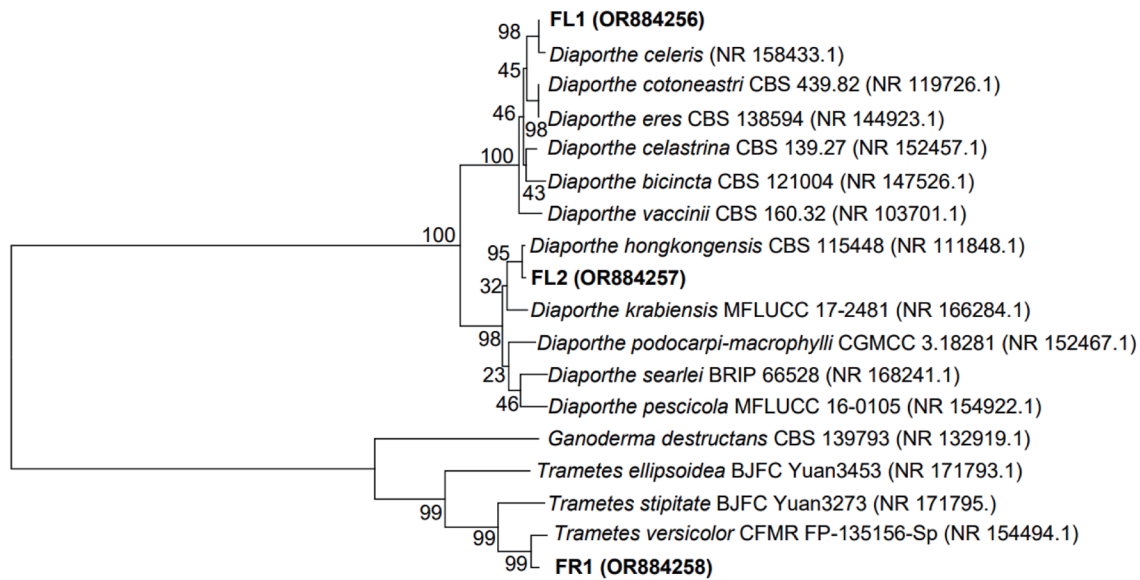 FL1 (OR884256)
98
Diaporthe celeris (NR 158433.1)
45
Diaporthe cotoneastri CBS 439.82 (NR 119726.1)
46
Diaporthe eres CBS 138594 (NR 144923.1)
98
Diaporthe celastrina CBS 139.27 (NR 152457.1)
100
Diaporthe bicincta CBS 121004 (NR 147526.1)
43
Diaporthe vaccinii CBS 160.32 (NR 103701.1)
100
Diaporthe hongkongensis CBS 115448 (NR 111848.1)
95
FL2 (OR884257)
32
Diaporthe krabiensis MFLUCC 17-2481 (NR 166284.1)
98
Diaporthe podocarpi-macrophylli CGMCC 3.18281 (NR 152467.1)
23
Diaporthe searlei BRIP 66528 (NR 168241.1)
46
Diaporthe pescicola MFLUCC 16-0105 (NR 154922.1)
Ganoderma destructans CBS 139793 (NR 132919.1)
Trametes ellipsoidea BJFC Yuan3453 (NR 171793.1)
99
Trametes stipitate BJFC Yuan3273 (NR 171795.)
99
Trametes versicolor CFMR FP-135156-Sp (NR 154494.1)
99
FR1 (OR884258)